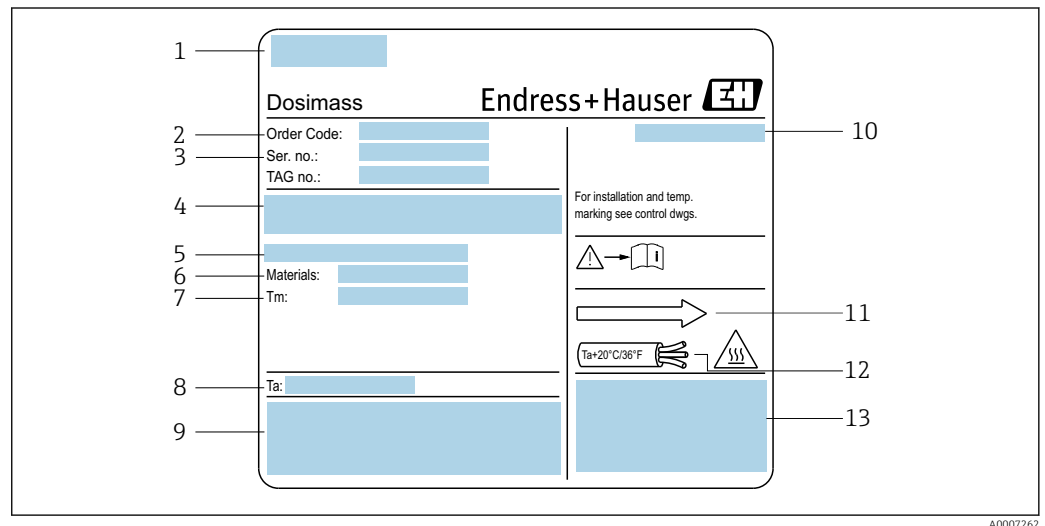 1
Dosimass
Endress+Hauser EH
2
Order Code:
3
Ser. no.:
TAG no.:
4
5
6
Materials:
7
Tm:
8
Ta:
9
10
For installation and temp.
marking see control dwgs.
i
11
Ta+20°C/36°F
12
13
A0007262